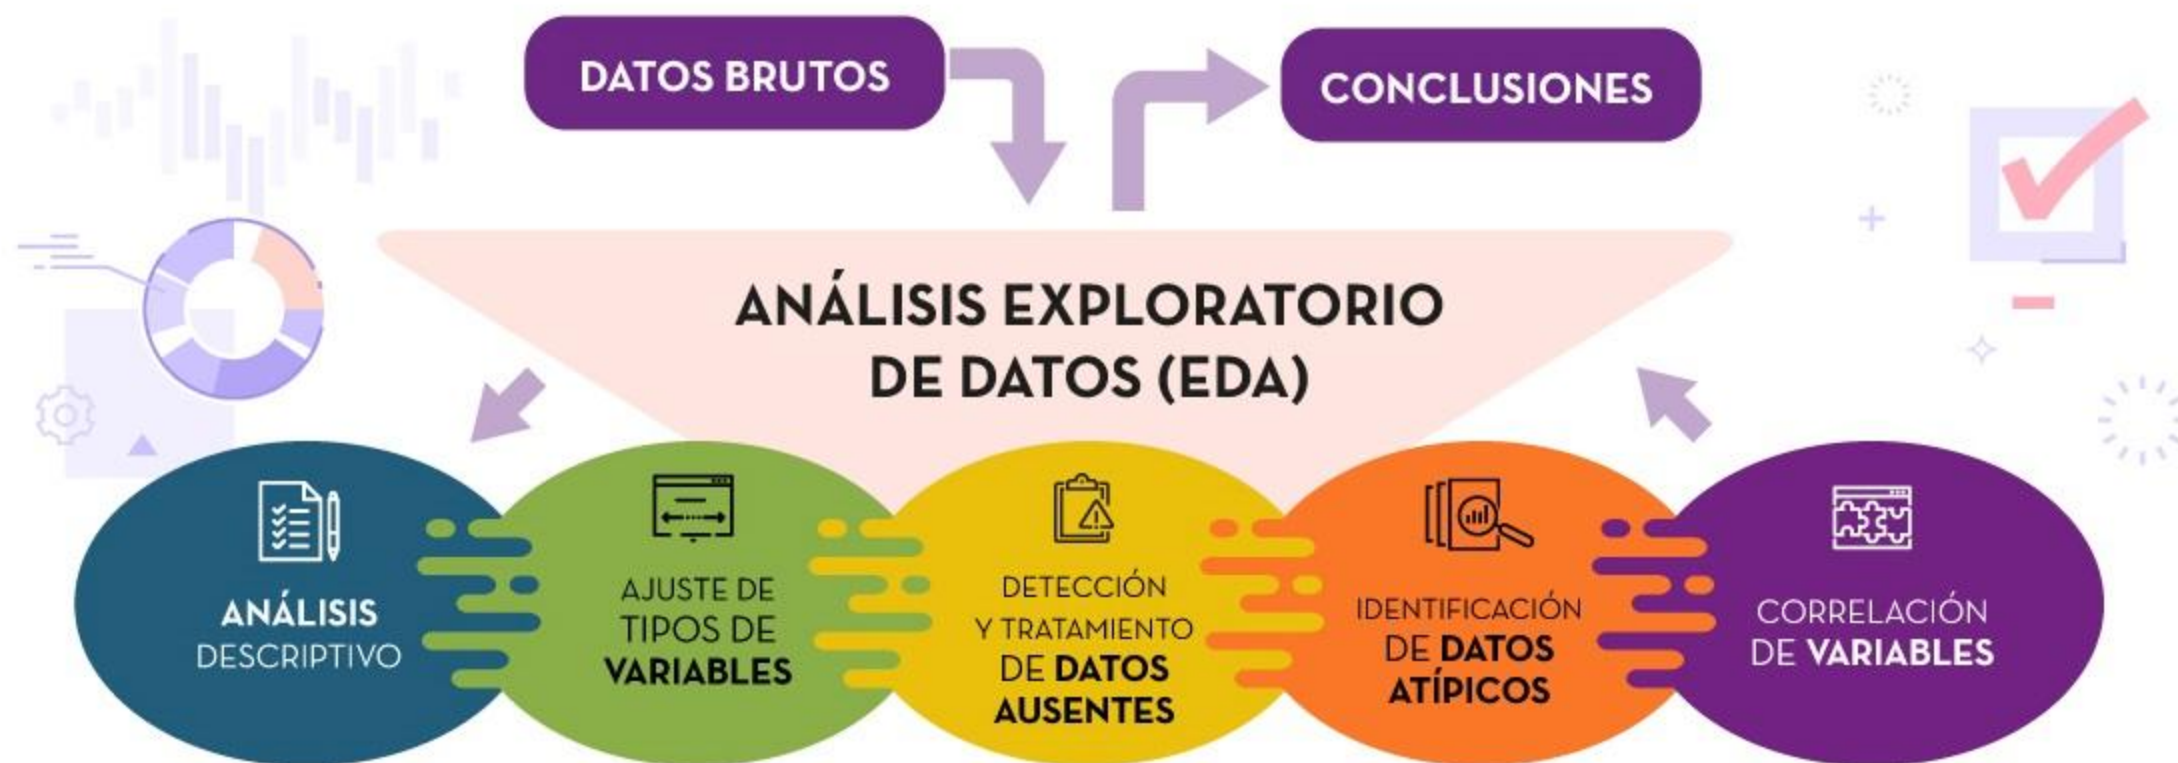 DATOS BRUTOS
CONCLUSIONES
ANÁLISIS EXPLORATORIO
DE DATOS (EDA)
ANÁLISIS
DESCRIPTIVO
AJUSTE DE
TIPOS DE
VARIABLES
DETECCIÓN
Y TRATAMIENTO
DE DATOS
AUSENTES
IDENTIFICACIÓN
DE DATOS
ATÍPICOS
CORRELACIÓN
DE VARIABLES